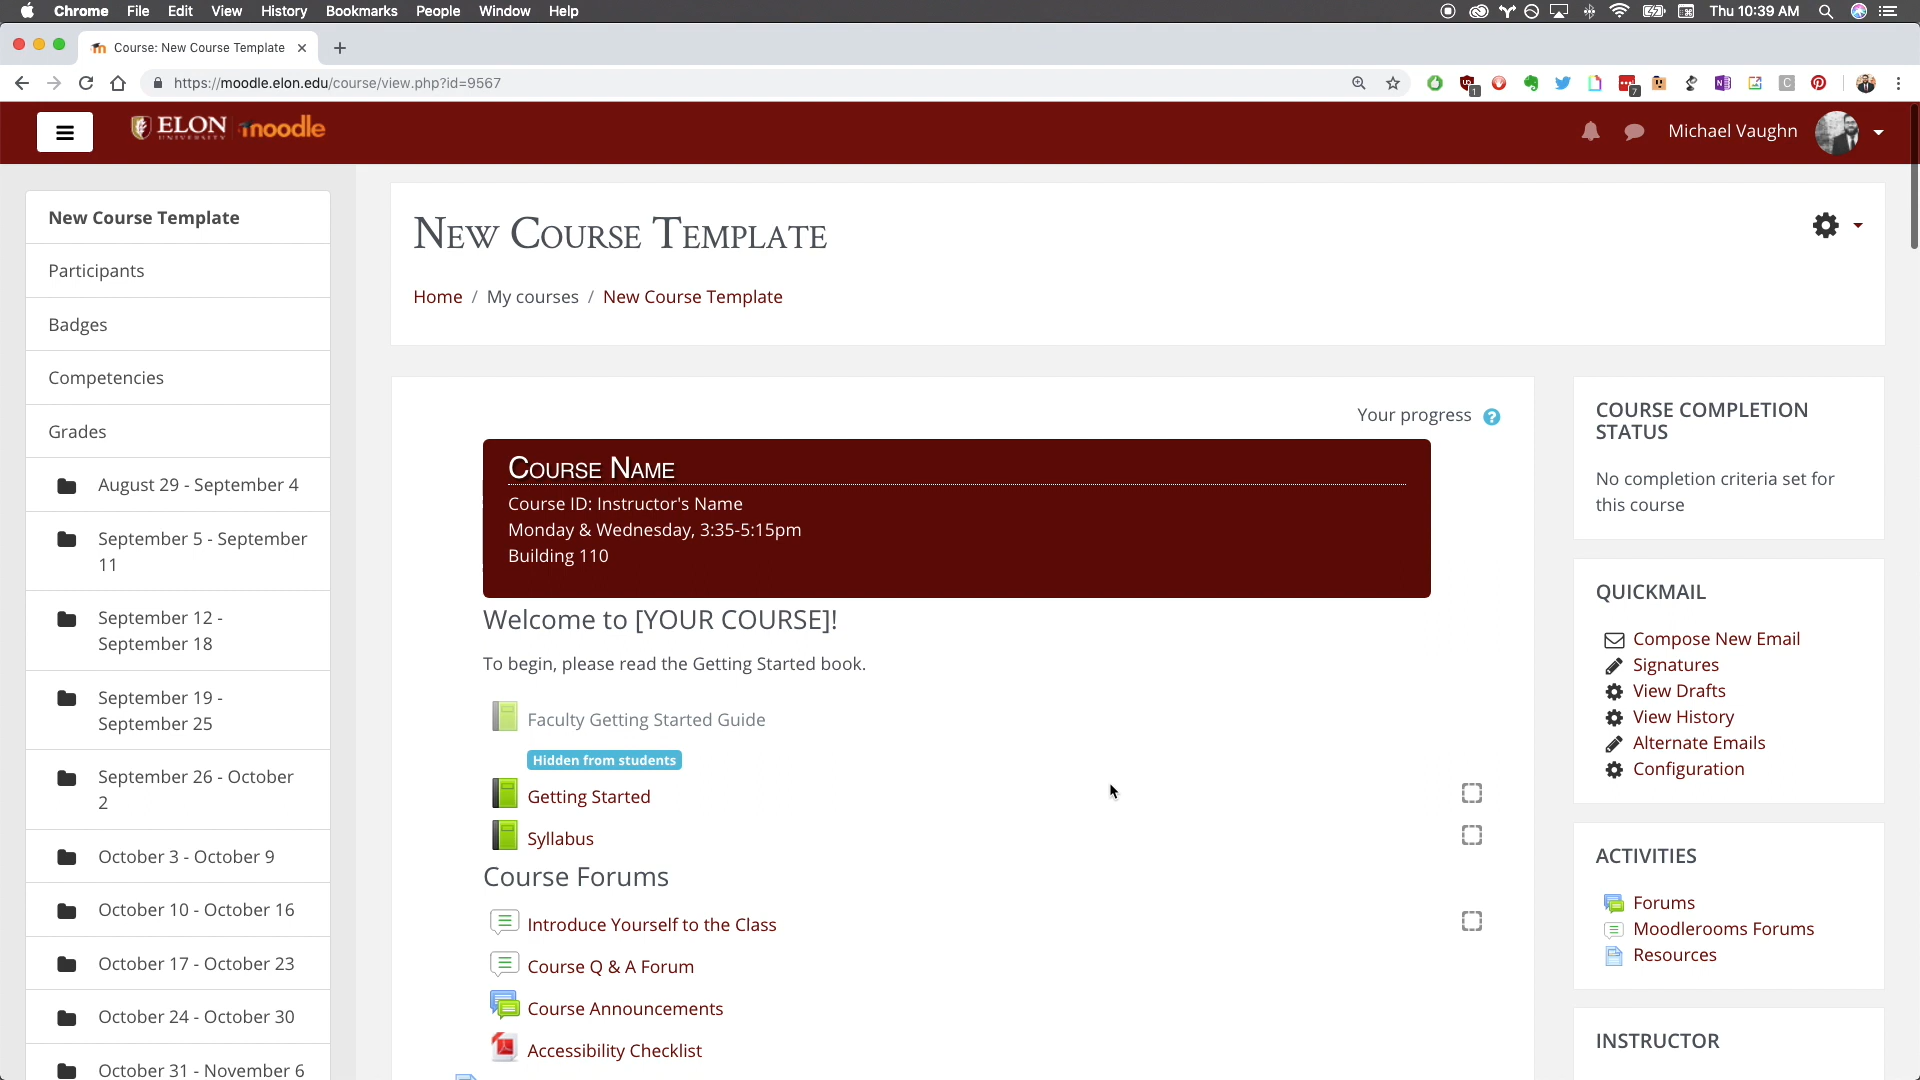 Chrome File Edit View History Bookmarks People Window Help
Thu 10:39 AM
Course: New Course Template
https://moodle.elon.edu/course/view.php?id=9567
1
7
C
ELON
UNIVERSITY
moodle
Michael Vaughn
New Course Template
Participants
Badges
Competencies
Grades
August 29 - September 4
September 5 - September
11
September 12 -
September 18
September 19 -
September 25
September 26 - October
2
October 3 - October 9
October 10 - October 16
October 17 - October 23
October 24 - October 30
October 31 - November 6
New Course Template
Home / My courses / New Course Template
Your progress
?
Course Name
Course ID: Instructor's Name
Monday & Wednesday, 3:35-5:15pm
Building 110
Welcome to [YOUR COURSE]!
To begin, please read the Getting Started book.
Faculty Getting Started Guide
Hidden from students
Getting Started
Syllabus
Course Forums
Introduce Yourself to the Class
Course Q & A Forum
Course Announcements
Accessibility Checklist
COURSE COMPLETION
STATUS
No completion criteria set for
this course
QUICKMAIL
Compose New Email
Signatures
View Drafts
View History
Alternate Emails
Configuration
ACTIVITIES
Forums
Moodlerooms Forums
Resources
INSTRUCTOR